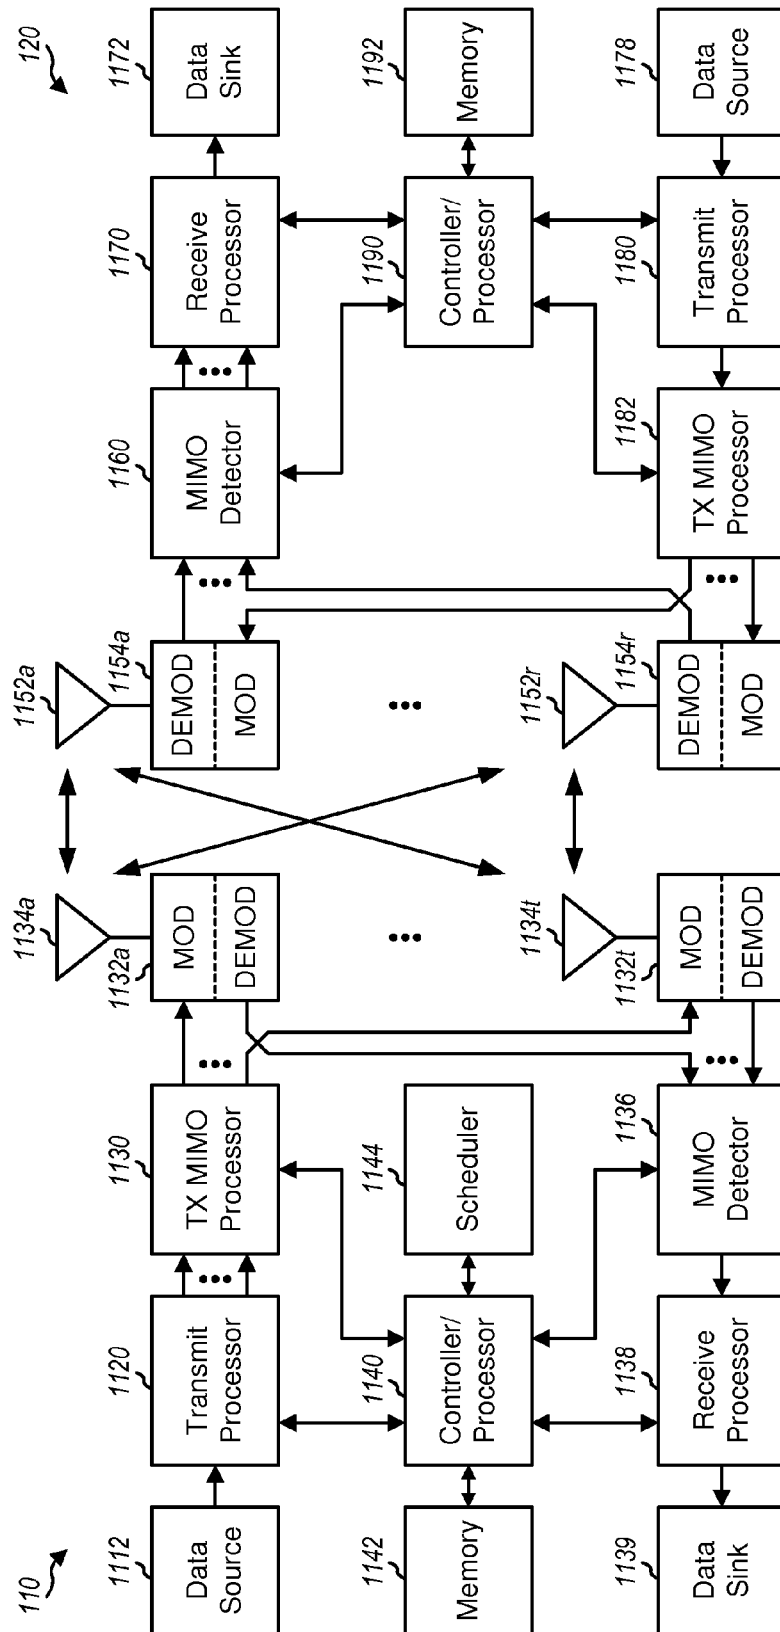 110
120
1112
Data
Source
1120
Transmit
Processor
1130
TX MIMO
Processor
1132a
MOD
DEMOD
1134a
1152a
1154a
DEMOD
MOD
1160
MIMO
Detector
1170
Receive
Processor
1172
Data
Sink
1142
Memory
1140
Controller/
Processor
1144
Scheduler
1190
Controller/
Processor
1192
Memory
1139
Data
Sink
1138
Receive
Processor
1136
MIMO
Detector
1132t
MOD
DEMOD
1134t
1152r
1154r
DEMOD
MOD
1182
TX MIMO
Processor
1180
Transmit
Processor
1178
Data
Source